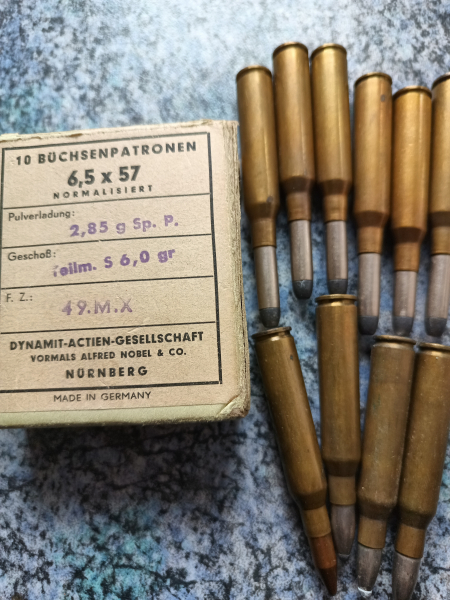 10 BÜCHSENPATRONEN
6,5 x 57
NORMALISIERT
Pulverladung:
2,85 g Sp. P.
Geschoß:
Teilm. S 6,0 gr
F. Z.:
49.M.X
DYNAMIT-ACTIEN-GESELLSCHAFT
VORMALS ALFRED NOBEL & CO.
NÜRNBERG
MADE IN GERMANY